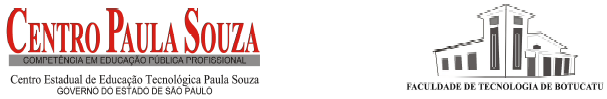 CENTRO PAULA SOUZA
COMPETÊNCIA EM EDUCAÇÃO PÚBLICA PROFISSIONAL
Centro Estadual de Educação Tecnológica Paula Souza
GOVERNO DO ESTADO DE SÃO PAULO
FACULDADE DE TECNOLOGIA DE BOTUCATU